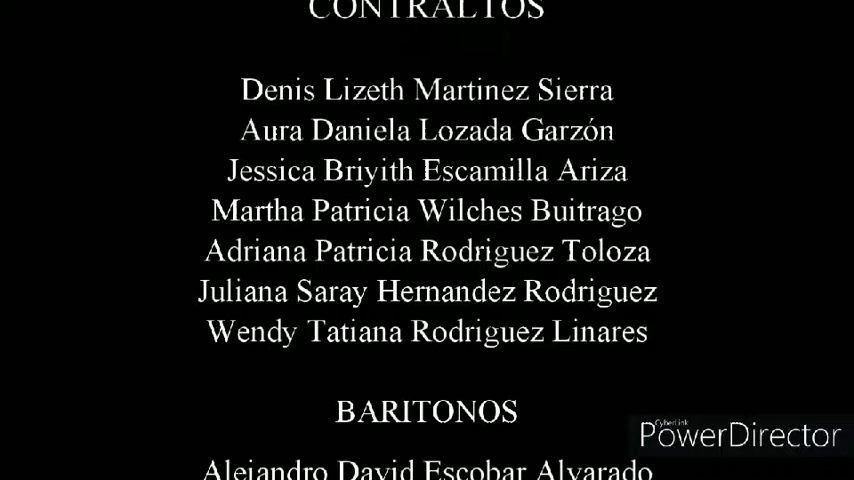 CONTRALTOS
Denis Lizeth Martinez Sierra
Aura Daniela Lozada Garzón
Jessica Briyith Escamilla Ariza
Martha Patricia Wilches Buitrago
Adriana Patricia Rodriguez Toloza
Juliana Saray Hernandez Rodriguez
Wendy Tatiana Rodriguez Linares
BARITONOS
CyberLink
PowerDirector
Alejandro David Escobar Alvarado